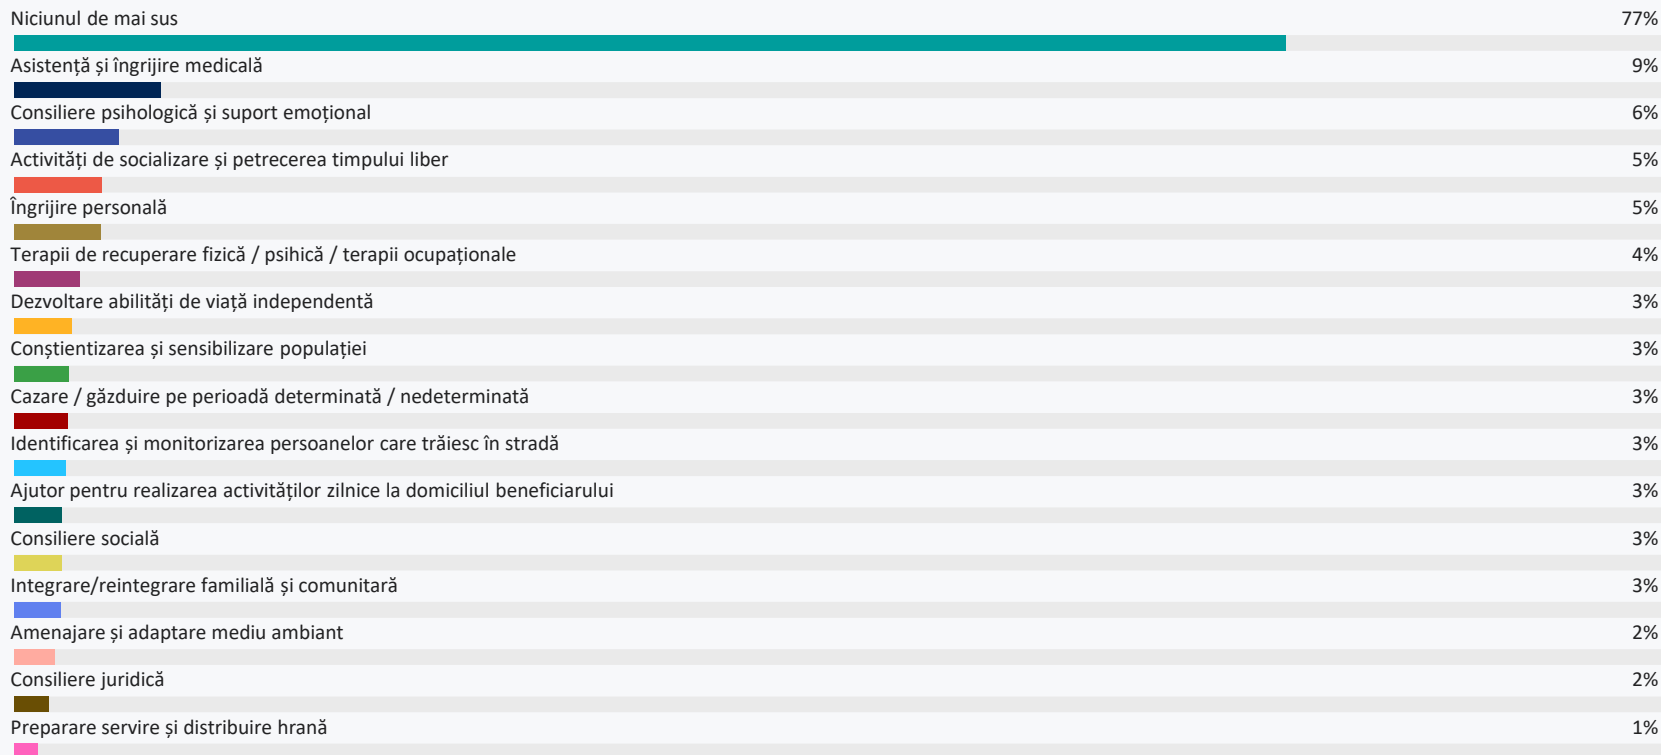 Niciunul de mai sus 77%
Asistență și îngrijire medicală 9%
Consiliere psihologică și suport emoțional 6%
Activități de socializare și petrecerea timpului liber 5%
Îngrijire personală 5%
Terapii de recuperare fizică / psihică / terapii ocupaționale 4%
Dezvoltare abilități de viață independentă 3%
Conștientizarea și sensibilizare populației 3%
Cazare / găzduire pe perioadă determinată / nedeterminată 3%
Identificarea și monitorizarea persoanelor care trăiesc în stradă 3%
Ajutor pentru realizarea activităților zilnice la domiciliul beneficiarului 3%
Consiliere socială 3%
Integrare/reintegrare familială și comunitară 3%
Amenajare și adaptare mediu ambiant 2%
Consiliere juridică 2%
Preparare servire și distribuire hrană 1%